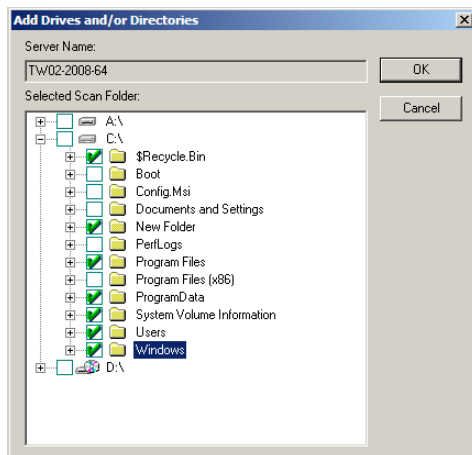 Add Drives and/or Directories
Server Name:
TW02-2008-64
OK
Selected Scan Folder:
Cancel
A:\
C:\
$Recycle.Bin
Boot
Config.Msi
Documents and Settings
New Folder
PerfLogs
Program Files
Program Files (x86)
ProgramData
System Volume Information
Users
Windows
D:\